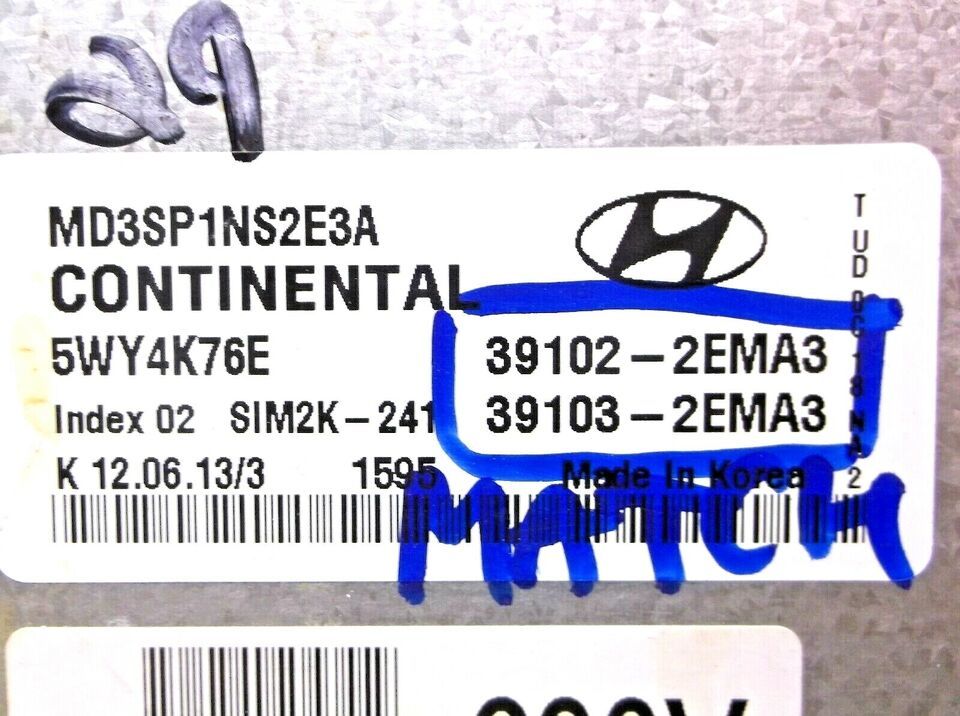 29
MD3SP1NS2E3A
CONTINENTAL
5WY4K76E
39102-2EMA3
Index 02 SIM2K-241
39103-2EMA3
K 12.06.13/3 1595 Made In Korea
MATCH